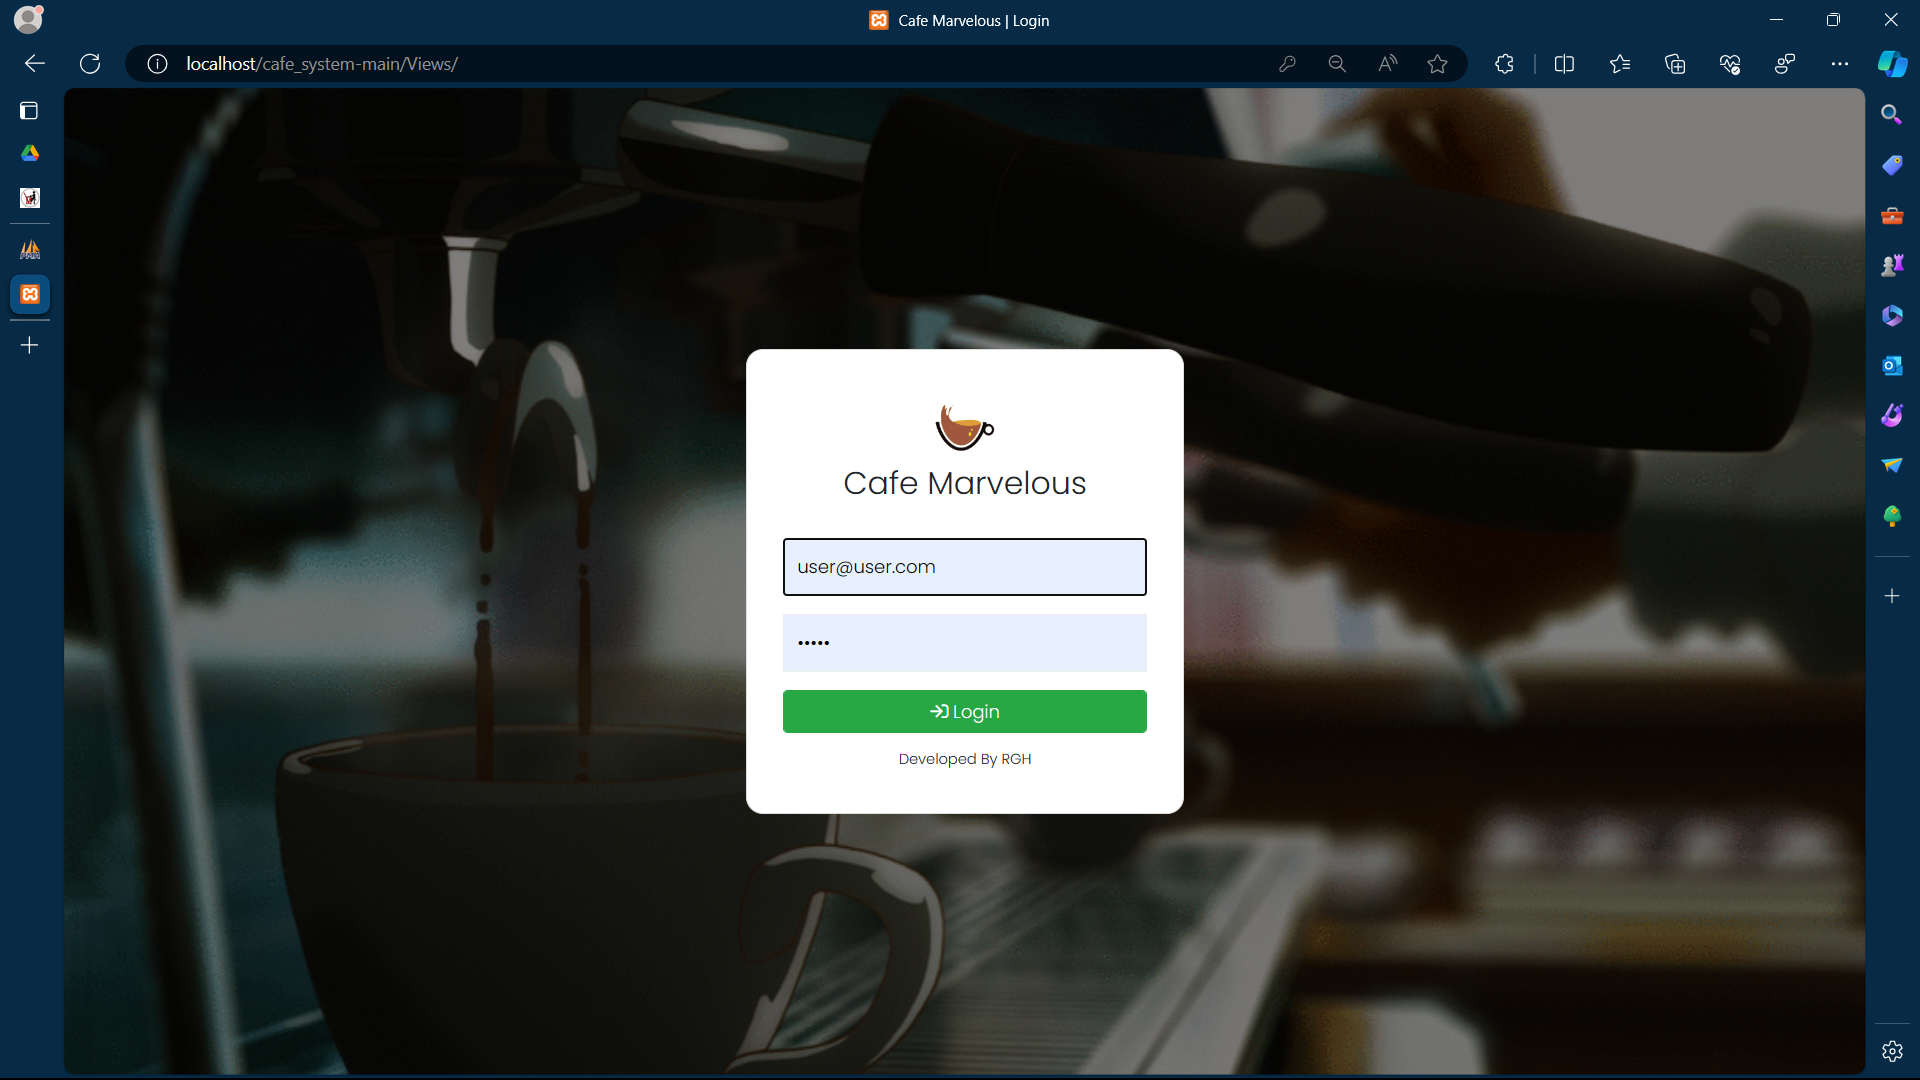 Cafe Marvelous | Login
localhost/cafe_system-main/Views/
Cafe Marvelous
user@user.com
•••••
Login
Developed By RGH